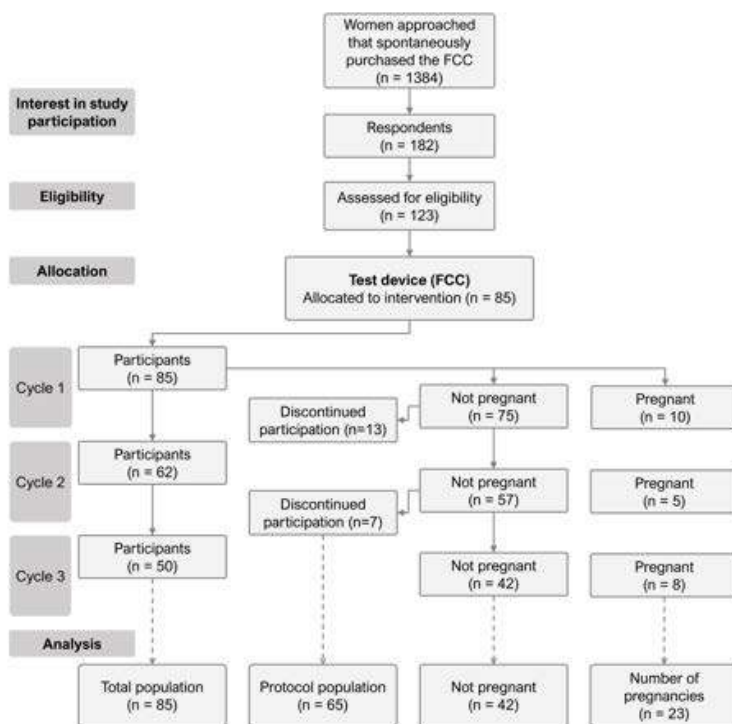 Women approached
that spontaneously
purchased the FCC
(n = 1384)
Interest in study
participation
Respondents
(n = 182)
Eligibility
Assessed for eligibility
(n = 123)
Allocation
Test device (FCC)
Allocated to intervention (n = 85)
Cycle 1
Participants
(n = 85)
Discontinued
participation (n=13)
Not pregnant
(n = 75)
Pregnant
(n = 10)
Cycle 2
Participants
(n = 62)
Discontinued
participation (n=7)
Not pregnant
(n = 57)
Pregnant
(n = 5)
Cycle 3
Participants
(n = 50)
Not pregnant
(n = 42)
Pregnant
(n = 8)
Analysis
Total population
(n = 85)
Protocol population
(n = 65)
Not pregnant
(n = 42)
Number of
pregnancies
(n = 23)